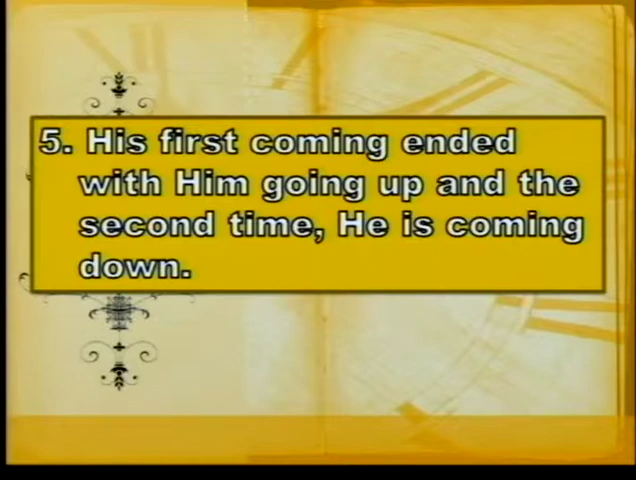 5. His first coming ended
with Him going up and the
second time, He is coming
down.